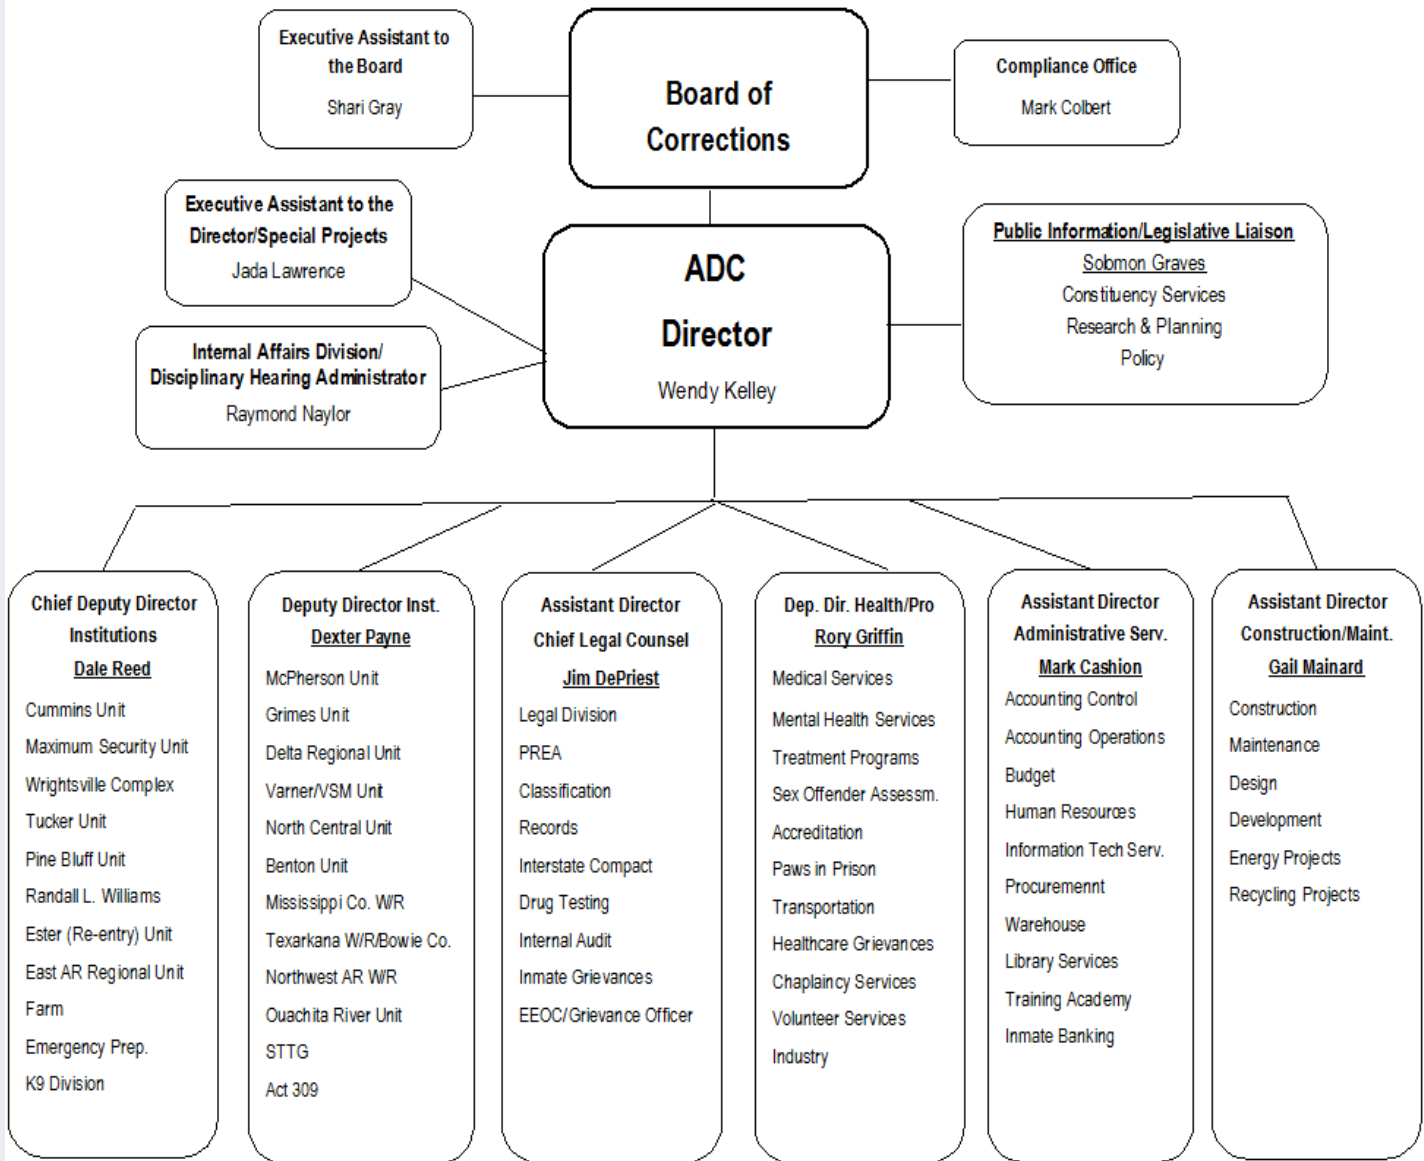 Executive Assistant to
the Board
Shari Gray
Board of
Corrections
Compliance Office
Mark Colbert
Executive Assistant to the
Director/Special Projects
Jada Lawrence
Internal Affairs Division/
Disciplinary Hearing Administrator
Raymond Naylor
ADC
Director
Wendy Kelley
Public Information/Legislative Liaison
Solomon Graves
Constituency Services
Research & Planning
Policy
Chief Deputy Director
Institutions
Dale Reed
Cummins Unit
Maximum Security Unit
Wrightsville Complex
Tucker Unit
Pine Bluff Unit
Randall L. Williams
Ester (Re-entry) Unit
East AR Regional Unit
Farm
Emergency Prep.
K9 Division
Deputy Director Inst.
Dexter Payne
McPherson Unit
Grimes Unit
Delta Regional Unit
Varner/VSM Unit
North Central Unit
Benton Unit
Mississippi Co. W/R
Texarkana W/R/Bowie Co.
Northwest AR W/R
Ouachita River Unit
STTG
Act 309
Assistant Director
Chief Legal Counsel
Jim DePriest
Legal Division
PREA
Classification
Records
Interstate Compact
Drug Testing
Internal Audit
Inmate Grievances
EEOC/Grievance Officer
Dep. Dir. Health/Pro
Rory Griffin
Medical Services
Mental Health Services
Treatment Programs
Sex Offender Assessm.
Accreditation
Paws in Prison
Transportation
Healthcare Grievances
Chaplaincy Services
Volunteer Services
Industry
Assistant Director
Administrative Serv.
Mark Cashion
Accounting Control
Accounting Operations
Budget
Human Resources
Information Tech Serv.
Procuremennt
Warehouse
Library Services
Training Academy
Inmate Banking
Assistant Director
Construction/Maint.
Gail Mainard
Construction
Maintenance
Design
Development
Energy Projects
Recycling Projects